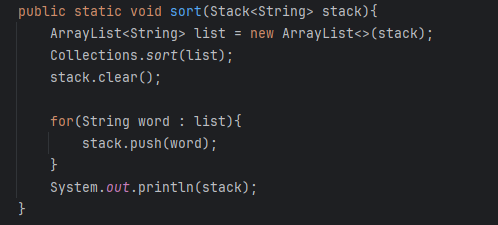 public static void sort(Stack<String> stack){
    ArrayList<String> list = new ArrayList<>(stack);
    Collections.sort(list);
    stack.clear();

    for(String word : list){
        stack.push(word);
    }
    System.out.println(stack);
}